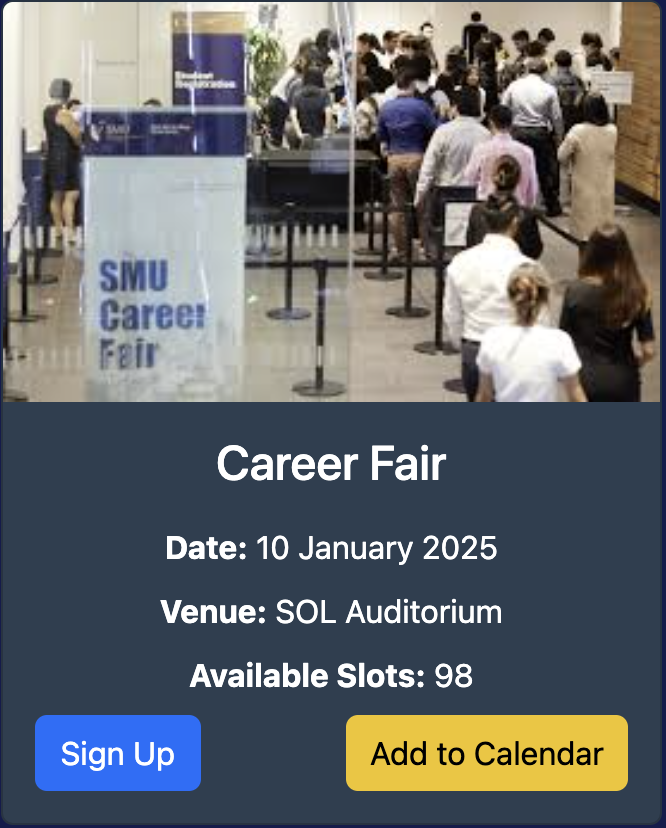 Student
Registration
SMU
SMU
Career
Fair
Career Fair
Date: 10 January 2025
Venue: SOL Auditorium
Available Slots: 98
Sign Up
Add to Calendar